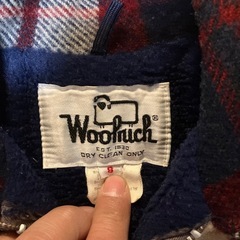 Woolrich
EST. 1830
DRY CLEAN ONLY